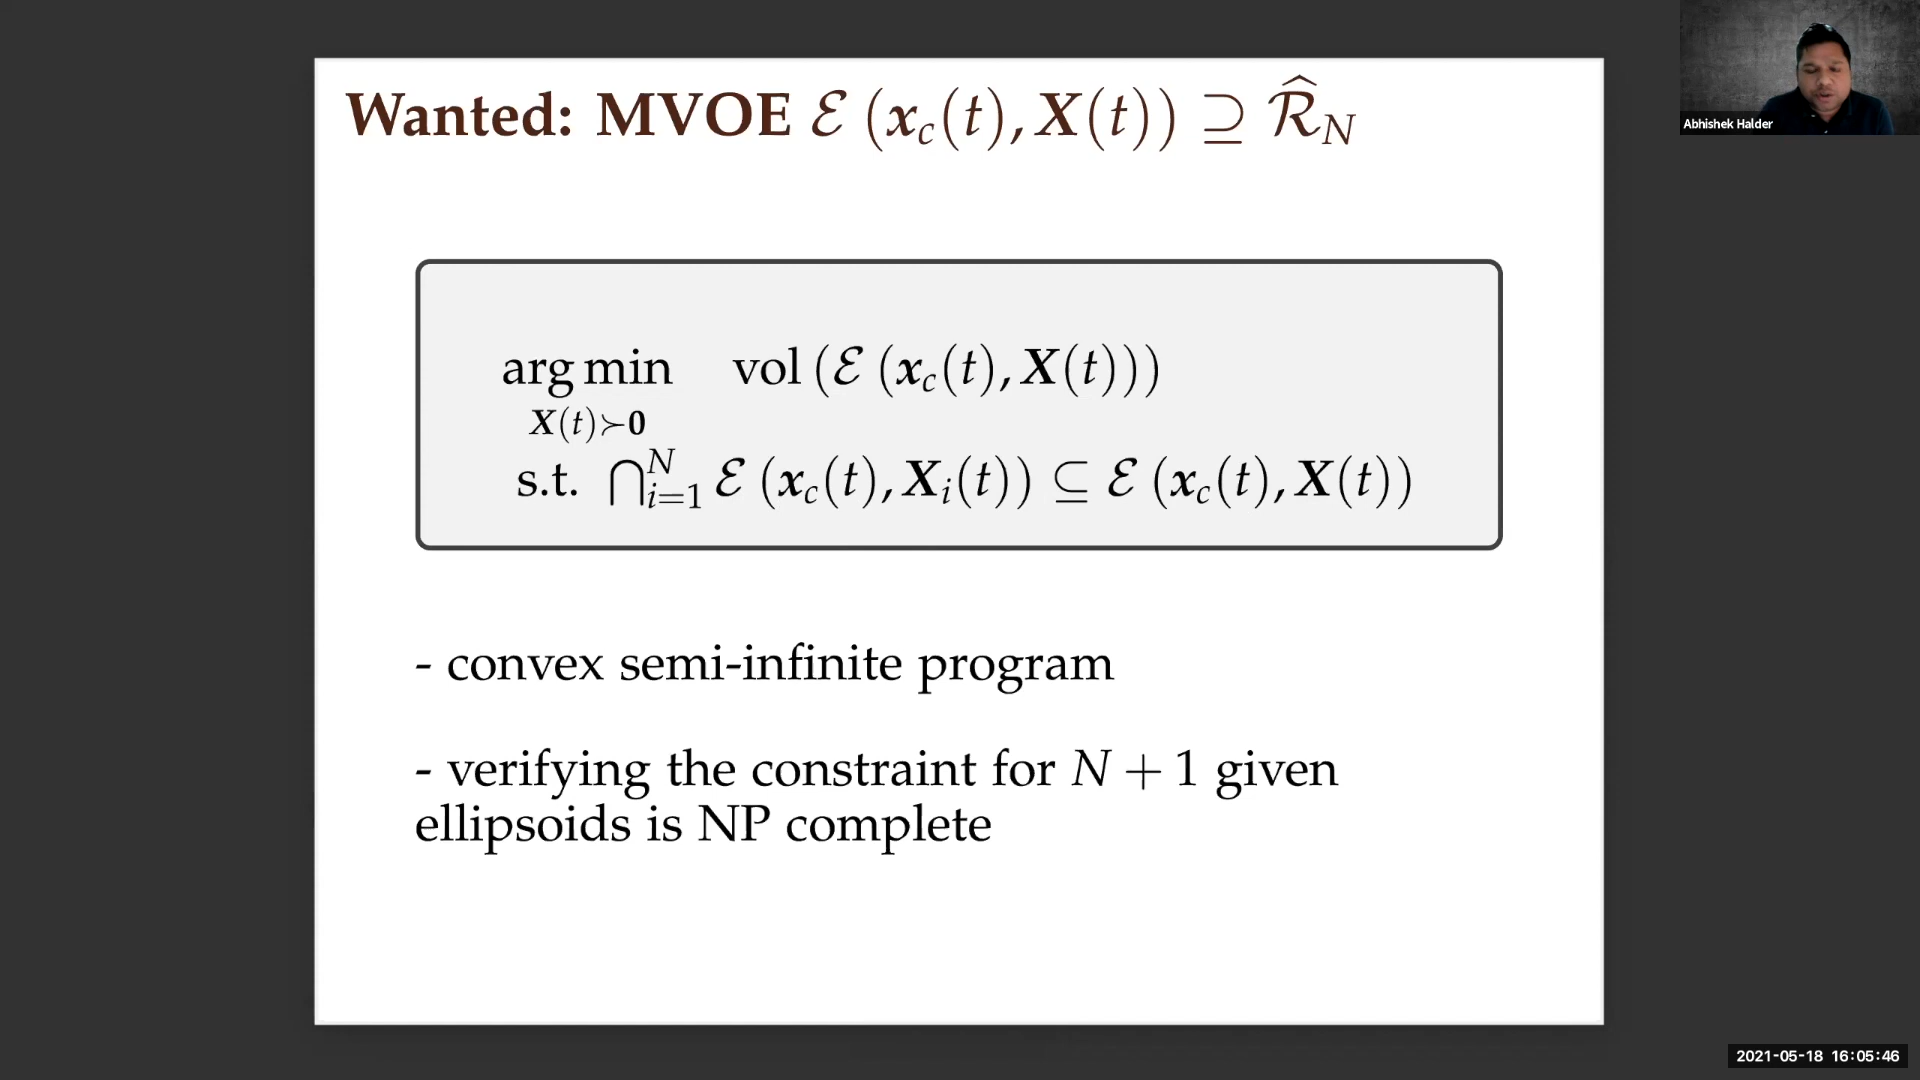 Wanted: MVOE ℰ (x_c(t), X(t)) ⊇ \hat{ℛ}_N
arg min vol (ℰ (x_c(t), X(t)))
X(t)≻0
s.t. ⋂_{i=1}^{N} ℰ (x_c(t), X_i(t)) ⊆ ℰ (x_c(t), X(t))
- convex semi-infinite program
- verifying the constraint for N + 1 given
ellipsoids is NP complete
Abhishek Halder
2021-05-18 16:05:46